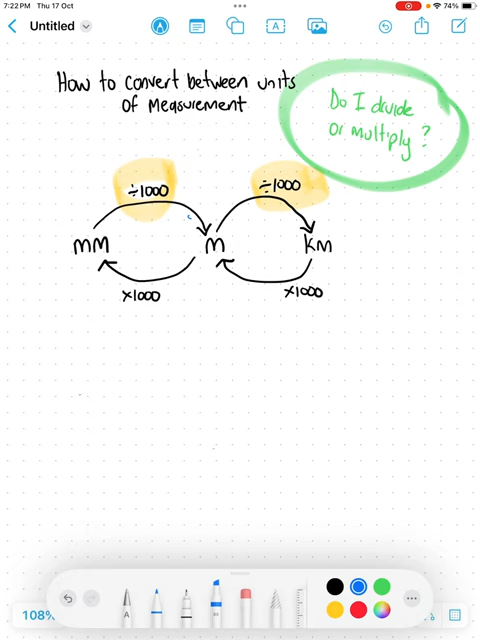 7:22 PM Thu 17 Oct
74%
Untitled
A
How to convert between units
of measurement
Do I divide
or multiply?
÷1000
÷1000
mm
m
km
×1000
×1000
A
80
108%